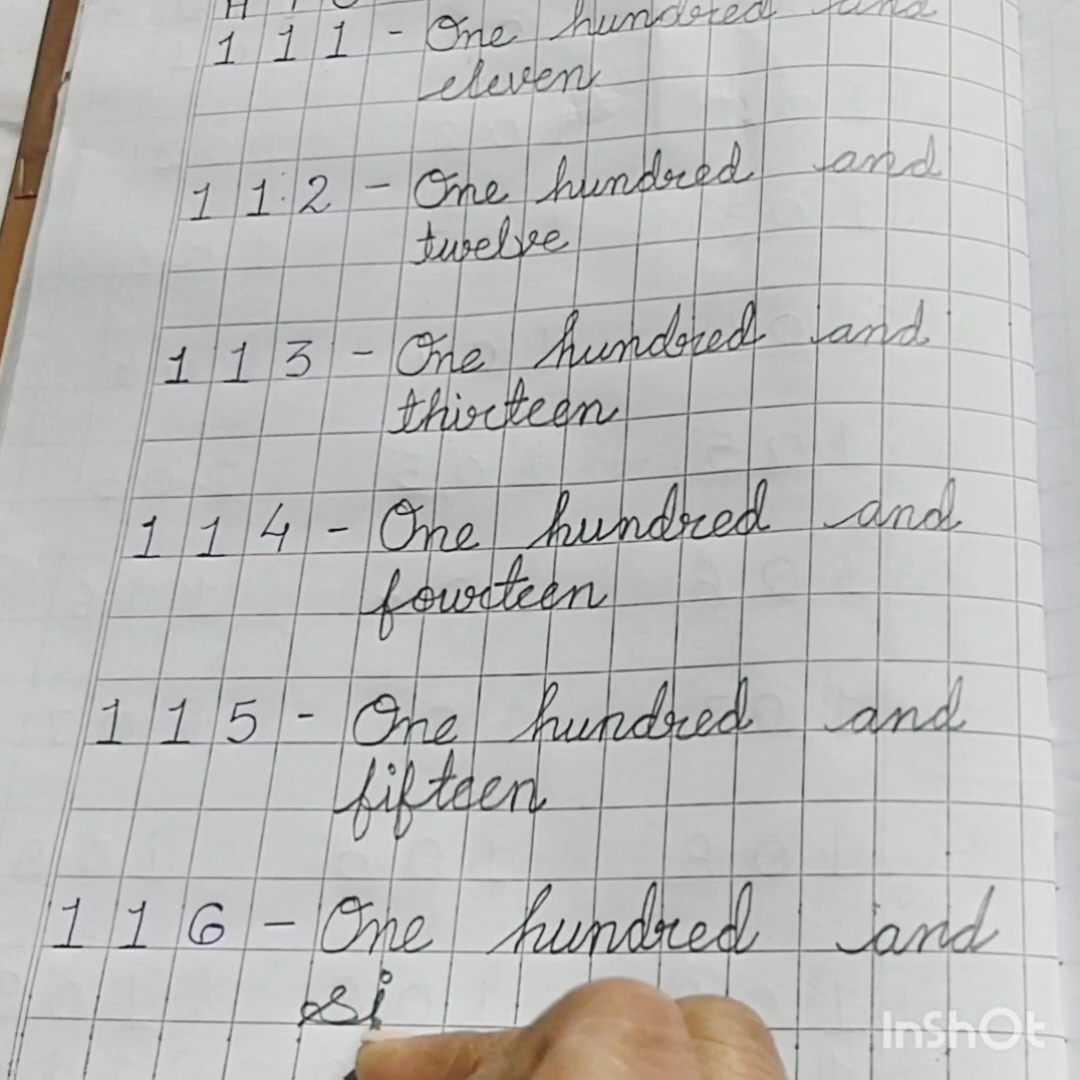 H T O
1 1 1 - One hundred and
eleven
1 1 2 - One hundred and
twelve
1 1 3 - One hundred and
thirteen
1 1 4 - One hundred and
fourteen
1 1 5 - One hundred and
fifteen
1 1 6 - One hundred and
si
InShOt